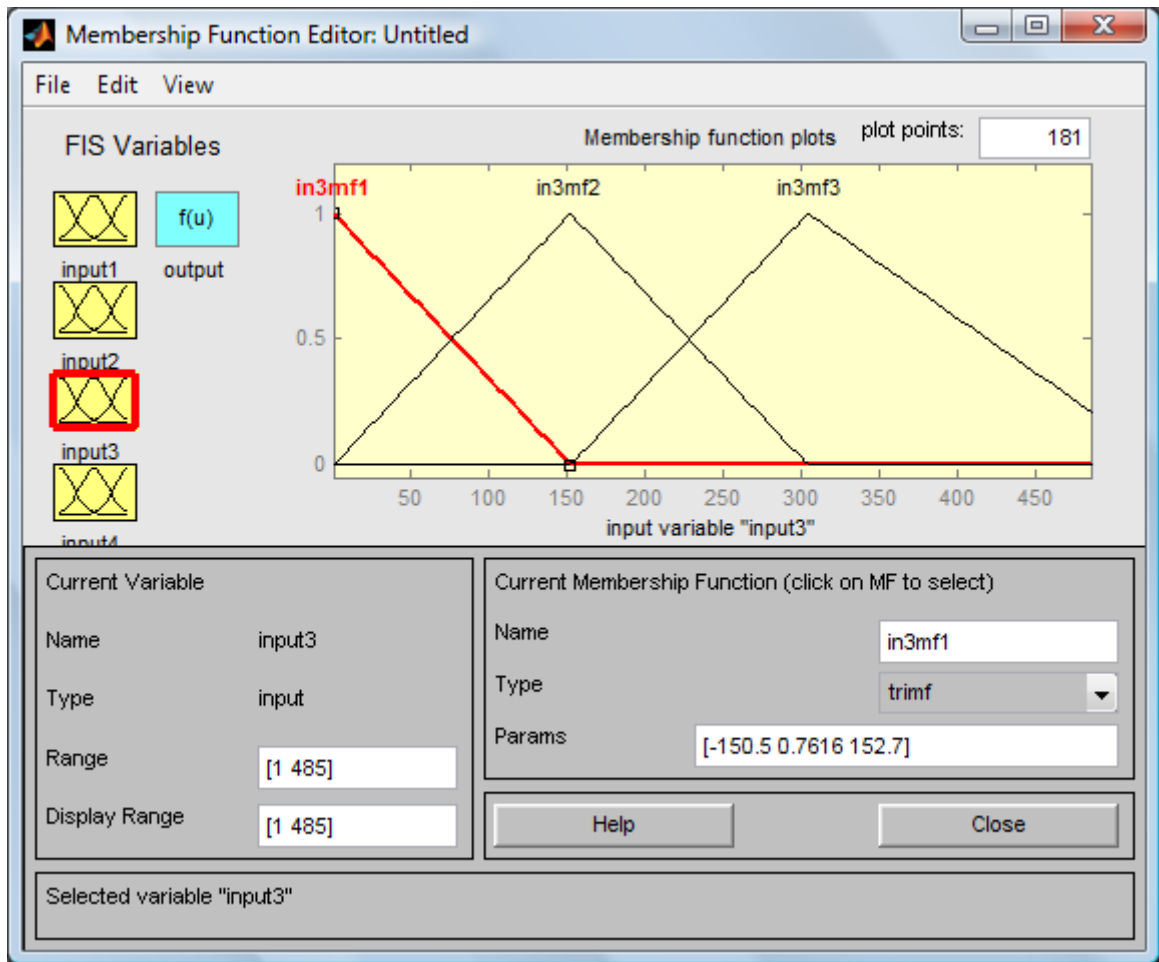 Membership Function Editor: Untitled
File Edit View
FIS Variables
f(u)
input1 output
input2
input3
input4
Membership function plots plot points: 181
in3mf1 in3mf2 in3mf3
1
0.5
0
50 100 150 200 250 300 350 400 450
input variable "input3"
Current Variable
Name input3
Type input
Range [1 485]
Display Range [1 485]
Current Membership Function (click on MF to select)
Name in3mf1
Type trimf
Params [-150.5 0.7616 152.7]
Help Close
Selected variable "input3"